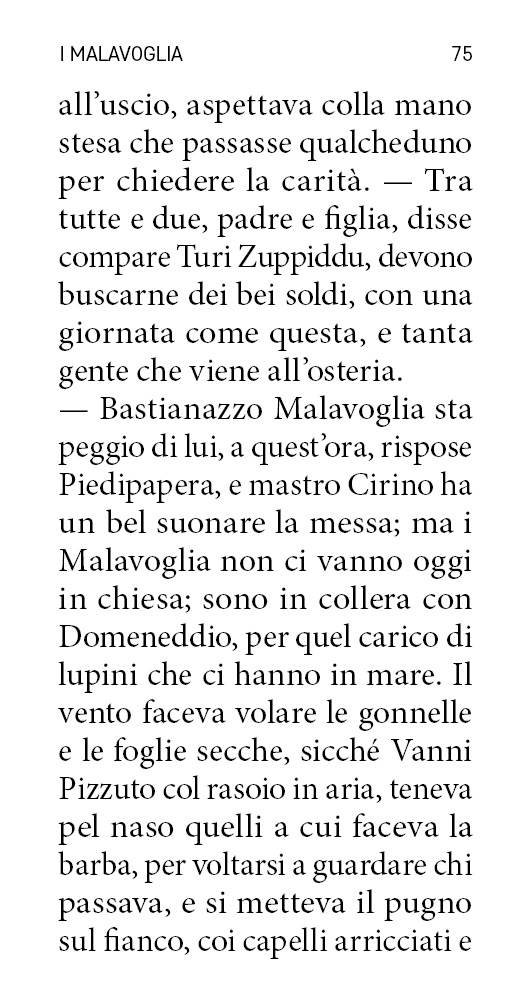 I MALAVOGLIA 75
all’uscio, aspettava colla mano
stesa che passasse qualcheduno
per chiedere la carità. — Tra
tutte e due, padre e figlia, disse
compare Turi Zuppiddu, devono
buscarne dei bei soldi, con una
giornata come questa, e tanta
gente che viene all’osteria.
— Bastianazzo Malavoglia sta
peggio di lui, a quest’ora, rispose
Piedipapera, e mastro Cirino ha
un bel suonare la messa; ma i
Malavoglia non ci vanno oggi
in chiesa; sono in collera con
Domeneddio, per quel carico di
lupini che ci hanno in mare. Il
vento faceva volare le gonnelle
e le foglie secche, sicché Vanni
Pizzuto col rasoio in aria, teneva
pel naso quelli a cui faceva la
barba, per voltarsi a guardare chi
passava, e si metteva il pugno
sul fianco, coi capelli arricciati e